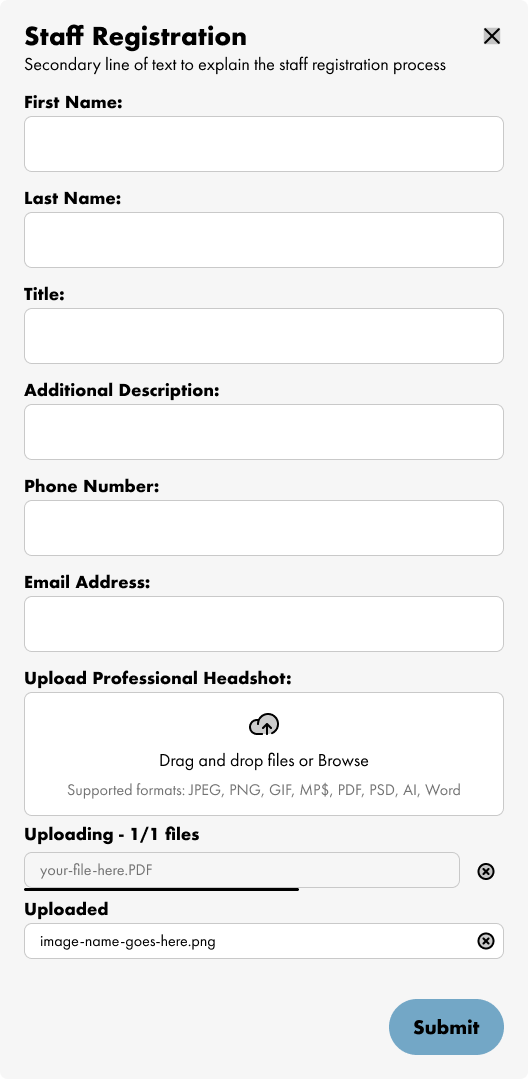 Staff Registration
Secondary line of text to explain the staff registration process
First Name:
Last Name:
Title:
Additional Description:
Phone Number:
Email Address:
Upload Professional Headshot:
Drag and drop files or Browse
Supported formats: JPEG, PNG, GIF, MP$, PDF, PSD, AI, Word
Uploading - 1/1 files
your-file-here.PDF
Uploaded
image-name-goes-here.png
Submit